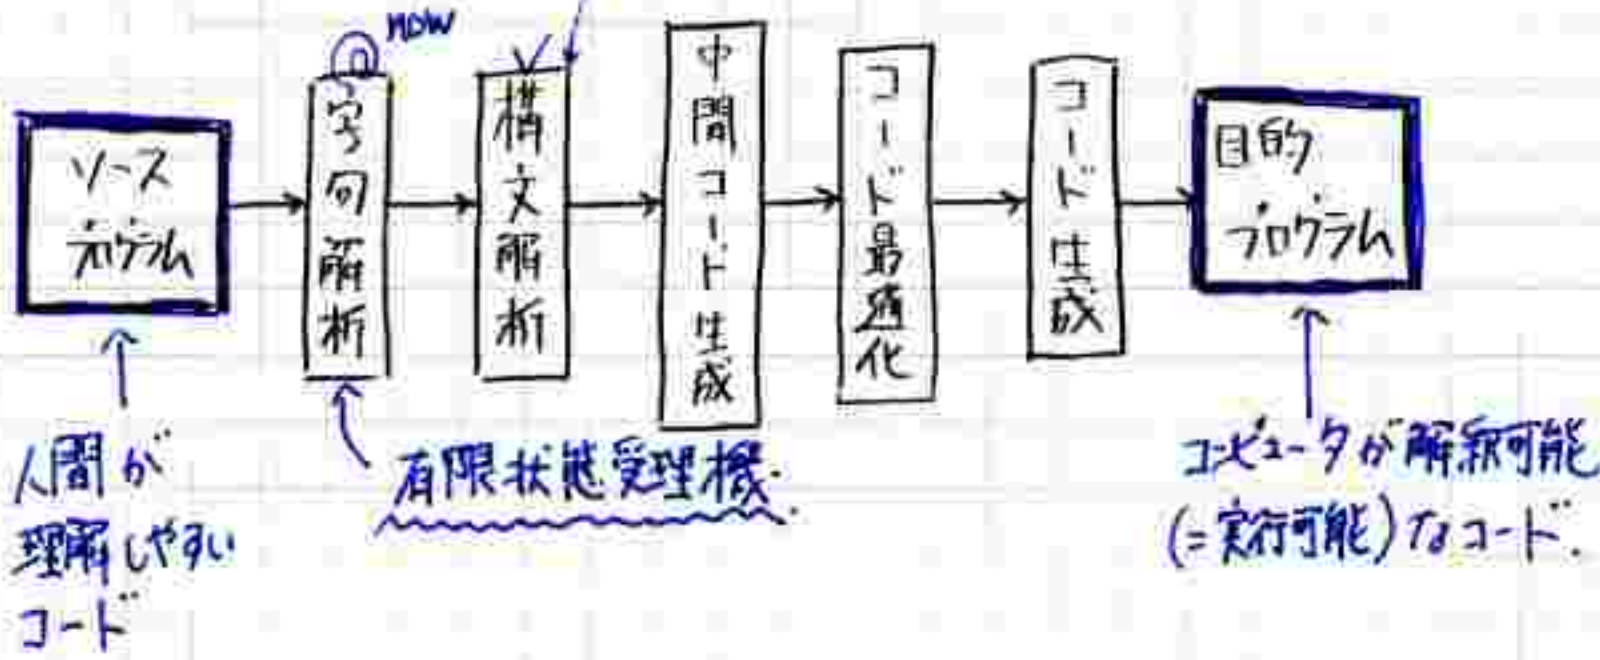 now
ソース
プログラム
字句解析
構文解析
中間コード生成
コード最適化
コード生成
目的
プログラム
人間が
理解しやすい
コード
有限状態受理機.
コンピュータが解釈可能
(=実行可能)なコード.